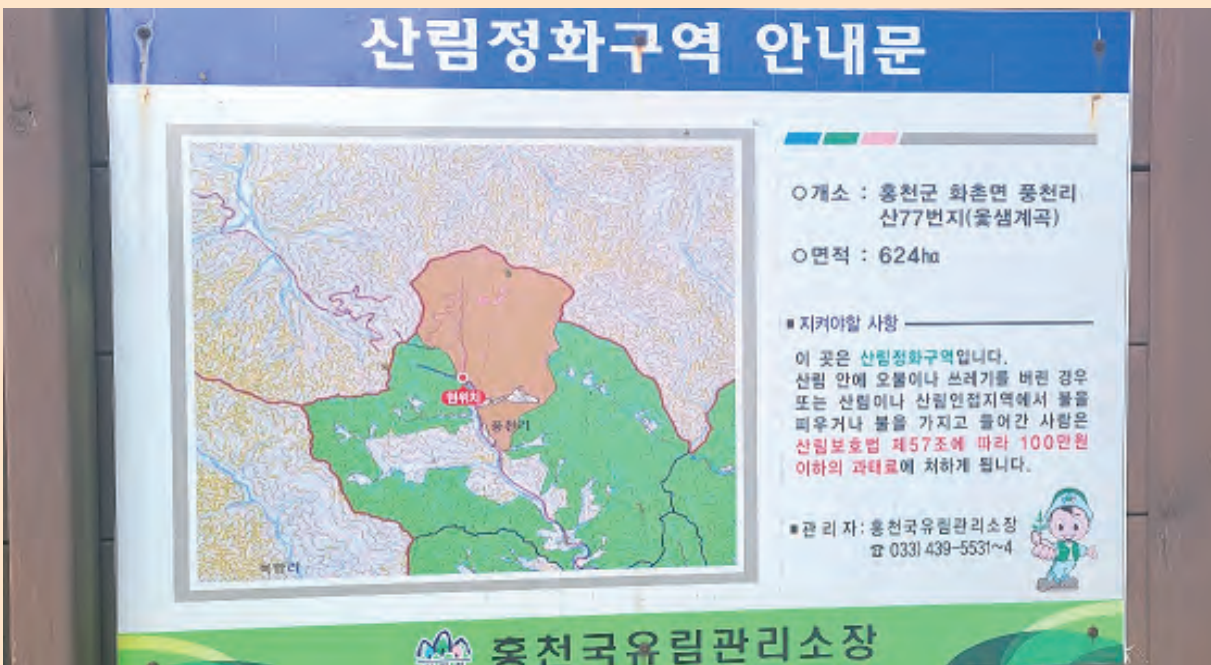 산림정화구역 안내문
○개소 : 홍천군 화촌면 풍천리
산77번지(윷샘계곡)
○면적 : 624ha
■ 지켜야할 사항
이 곳은 산림정화구역입니다.
산림 안에 오물이나 쓰레기를 버린 경우
또는 산림이나 산림인접지역에서 불을
피우거나 불을 가지고 들어간 사람은
산림보호법 제57조에 따라 100만원
이하의 과태료에 처하게 됩니다.
■관 리 자 : 홍천국유림관리소장
☎ 033) 439-5531~4
현위치
풍천리
홍천국유림관리소장